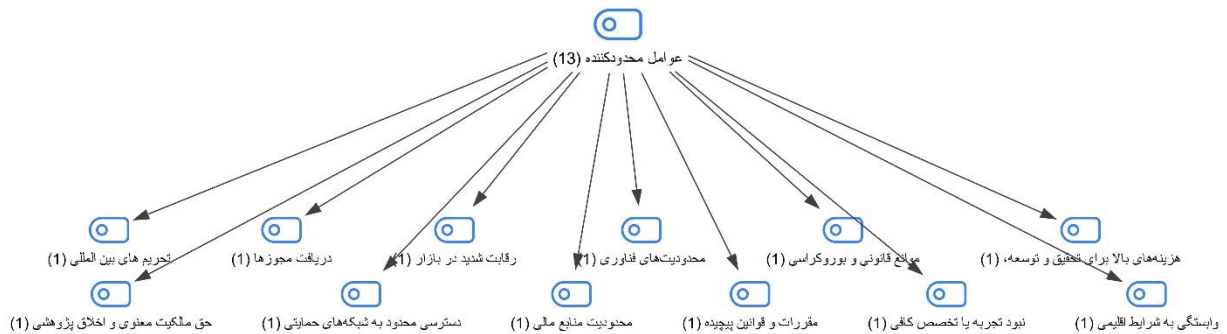 عوامل محدودکننده (13)
هزینه‌های بالا برای تحقیق و توسعه، (1)
موانع قانونی و بوروکراسی (1)
محدودیت‌های فناوری (1)
رقابت شدید در بازار (1)
دریافت مجوزها (1)
تحریم های بین المللی (1)
وابستگی به شرایط اقلیمی (1)
نبود تجربه یا تخصص کافی (1)
مقررات و قوانین پیچیده (1)
محدودیت منابع مالی (1)
دسترسی محدود به شبکه‌های حمایتی (1)
حق مالکیت معنوی و اخلاق پژوهشی (1)